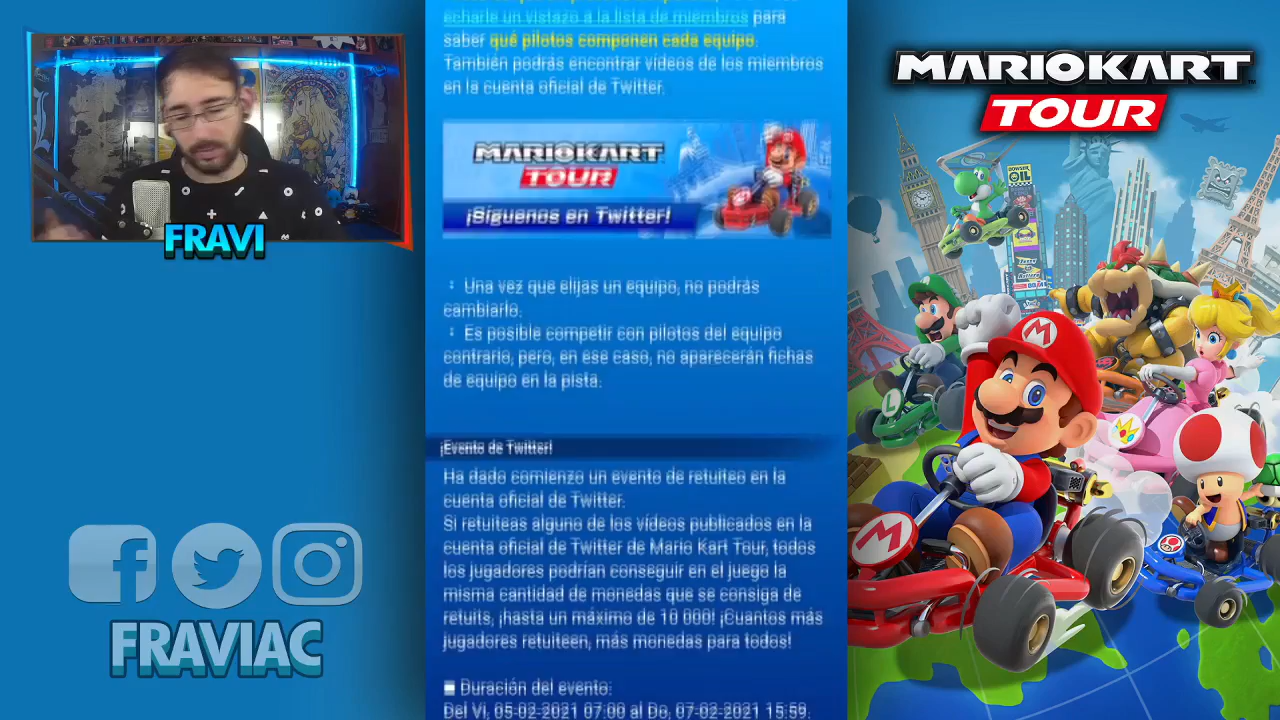 echarle un vistazo a la lista de miembros para
saber qué pilotos componen cada equipo.
También podrás encontrar vídeos de los miembros
en la cuenta oficial de Twitter.
MARIOKART
TOUR
¡Síguenos en Twitter!
Una vez que elijas un equipo, no podrás
cambiarlo.
Es posible competir con pilotos del equipo
contrario, pero, en ese caso, no aparecerán fichas
de equipo en la pista.
¡Evento de Twitter!
Ha dado comienzo un evento de retuiteo en la
cuenta oficial de Twitter.
Si retuiteas alguno de los vídeos publicados en la
cuenta oficial de Twitter de Mario Kart Tour, todos
los jugadores podrían conseguir en el juego la
misma cantidad de monedas que se consiga de
retuits, ¡hasta un máximo de 10 000! ¡Cuantos más
jugadores retuiteen, más monedas para todos!
■ Duración del evento:
Del Vi, 05-02-2021 07:00 al Do, 07-02-2021 15:59.
FRAVI
FRAVIAC
MARIOKART
TOUR
BOWSER
OIL
L
M
M